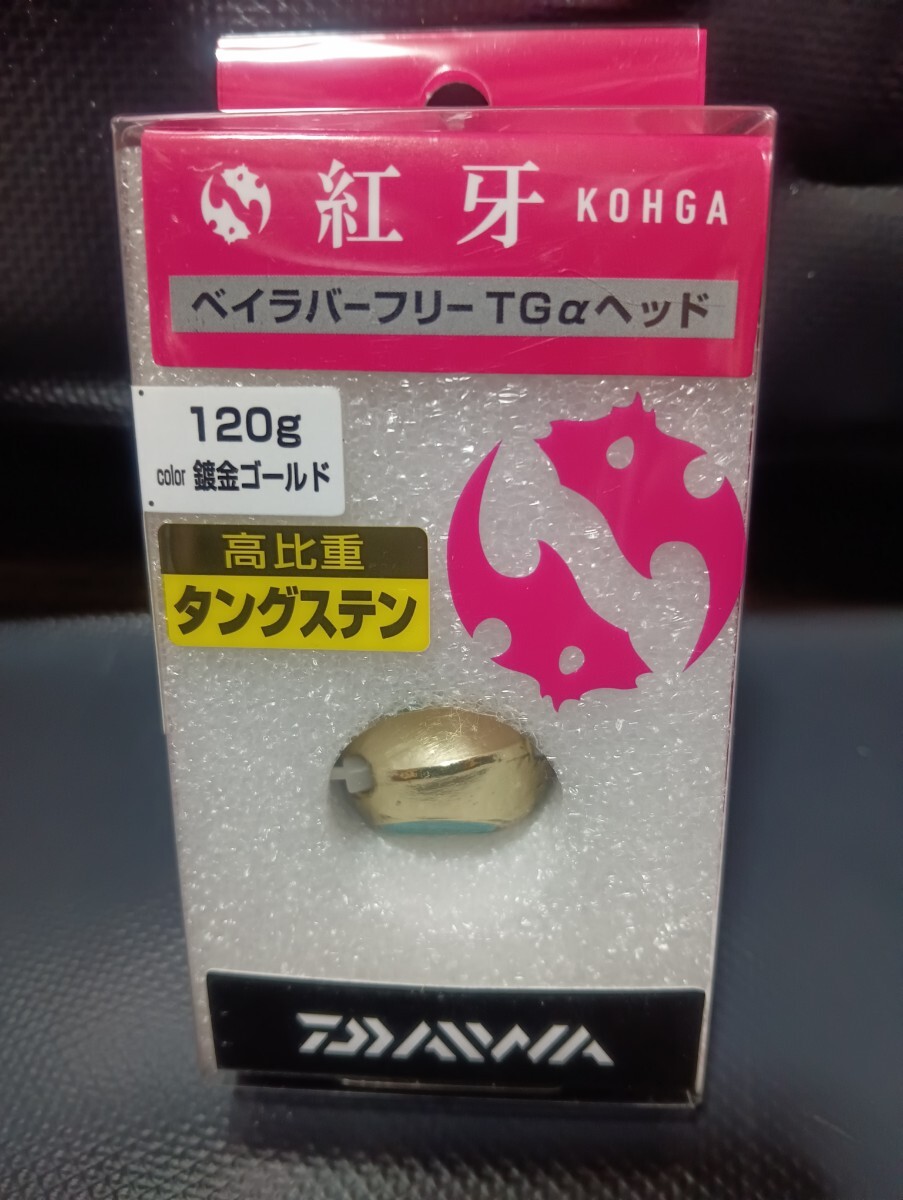 紅牙 KOHGA
ベイラバーフリーTGαヘッド
120g
color 鍍金ゴールド
高比重
タングステン
DAIWA